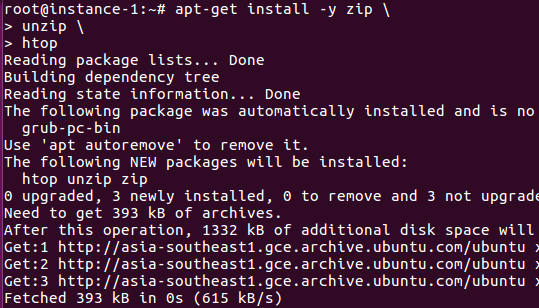 root@instance-1:~# apt-get install -y zip \
> unzip \
> htop
Reading package lists... Done
Building dependency tree
Reading state information... Done
The following package was automatically installed and is no
  grub-pc-bin
Use 'apt autoremove' to remove it.
The following NEW packages will be installed:
  htop unzip zip
0 upgraded, 3 newly installed, 0 to remove and 3 not upgrade
Need to get 393 kB of archives.
After this operation, 1332 kB of additional disk space will
Get:1 http://asia-southeast1.gce.archive.ubuntu.com/ubuntu x
Get:2 http://asia-southeast1.gce.archive.ubuntu.com/ubuntu x
Get:3 http://asia-southeast1.gce.archive.ubuntu.com/ubuntu x
Fetched 393 kB in 0s (615 kB/s)